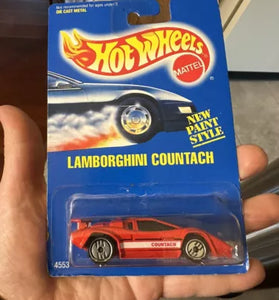 Not recommended for ages under 3
DIE CAST METAL
Hot Wheels
MATTEL
NEW
PAINT
STYLE
LAMBORGHINI COUNTACH
4553
COUNTACH